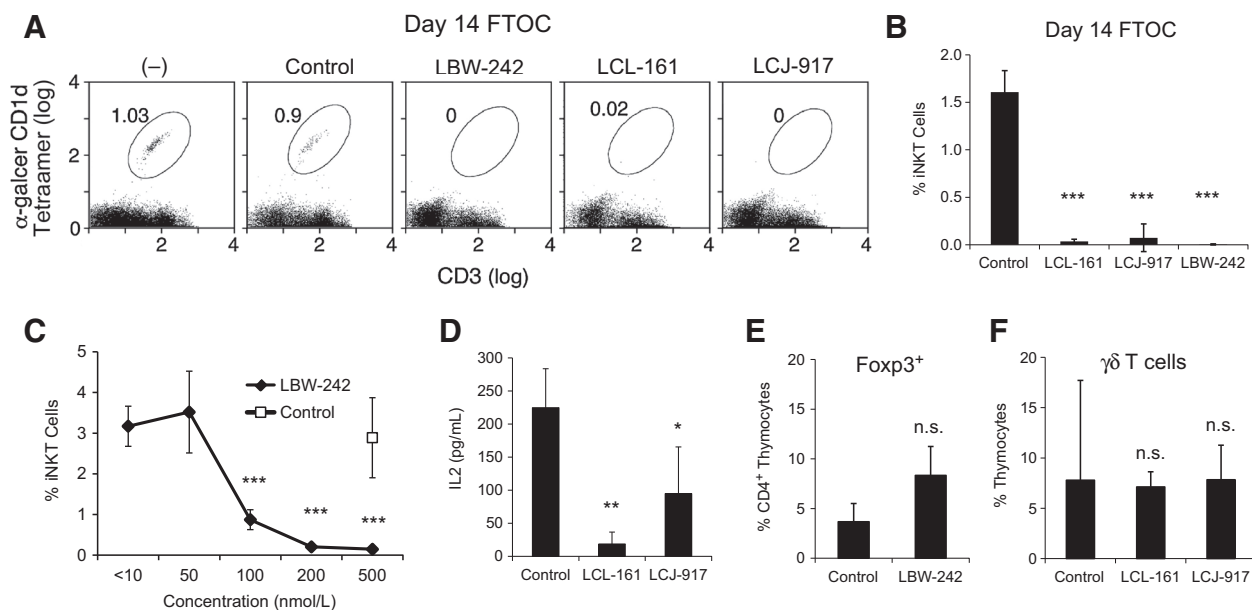 A
Day 14 FTOC
(–) Control LBW-242 LCL-161 LCJ-917
α-galcer CD1d
Tetraamer (log)
4
2
0
1.03
0.9
0
0.02
0
2 4 2 4 2 4 2 4 2 4
CD3 (log)
B
Day 14 FTOC
% iNKT Cells
2.0
1.5
1.0
0.5
0.0
*** *** ***
Control LCL-161 LCJ-917 LBW-242
C
% iNKT Cells
5
4
3
2
1
0
LBW-242
Control
***
***
***
<10 50 100 200 500
Concentration (nmol/L)
D
IL2 (pg/mL)
300
250
200
150
100
50
0
**
*
Control LCL-161 LCJ-917
E
Foxp3+
% CD4+ Thymocytes
20
15
10
5
0
n.s.
Control LBW-242
F
γδ T cells
% Thymocytes
20
15
10
5
0
n.s.
n.s.
Control LCL-161 LCJ-917